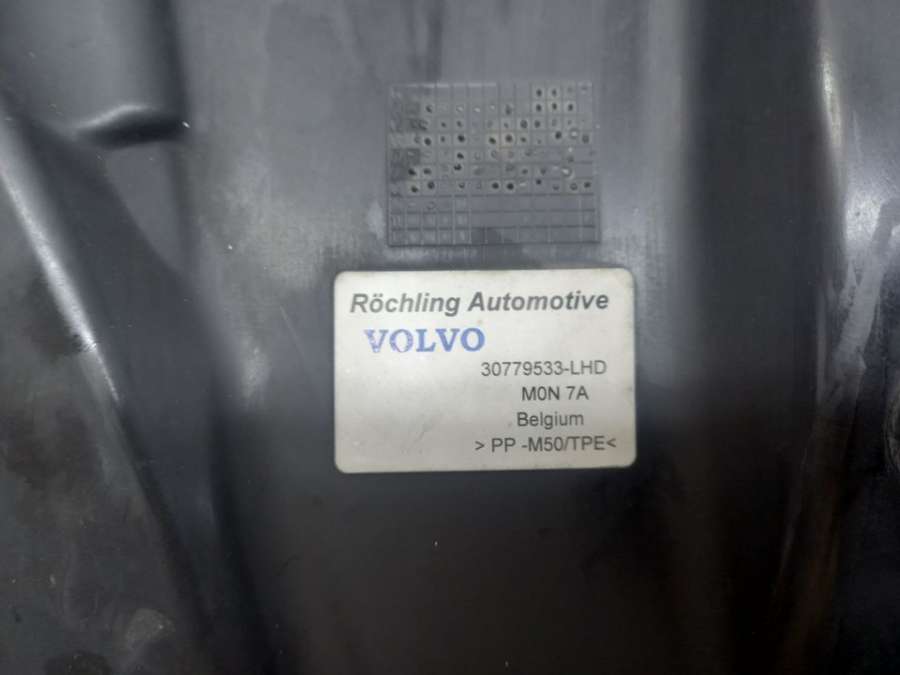 Röchling Automotive
VOLVO
30779533-LHD
M0N 7A
Belgium
> PP -M50/TPE<